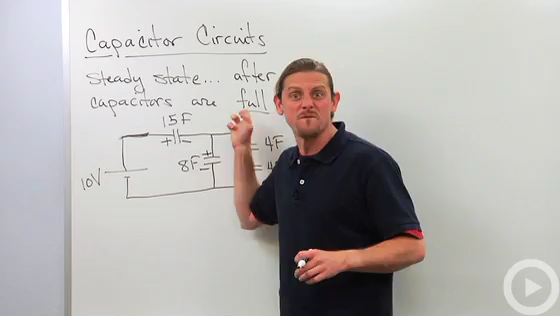 Capacitor Circuits
Steady state... after
capacitors are full
15F
+ -
10V
8F
+
-
4F